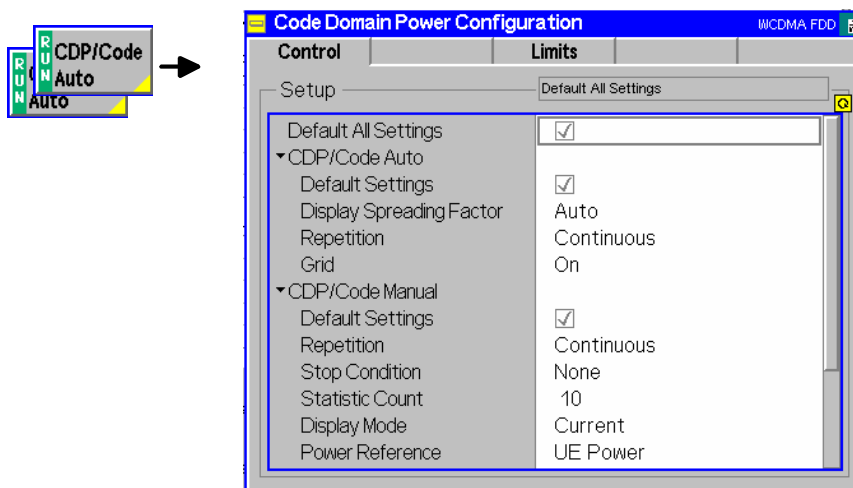 RUN CDP/Code Auto
RUN Auto
Code Domain Power Configuration WCDMA FDD
Control Limits
Setup Default All Settings
Default All Settings
CDP/Code Auto
Default Settings
Display Spreading Factor Auto
Repetition Continuous
Grid On
CDP/Code Manual
Default Settings
Repetition Continuous
Stop Condition None
Statistic Count 10
Display Mode Current
Power Reference UE Power